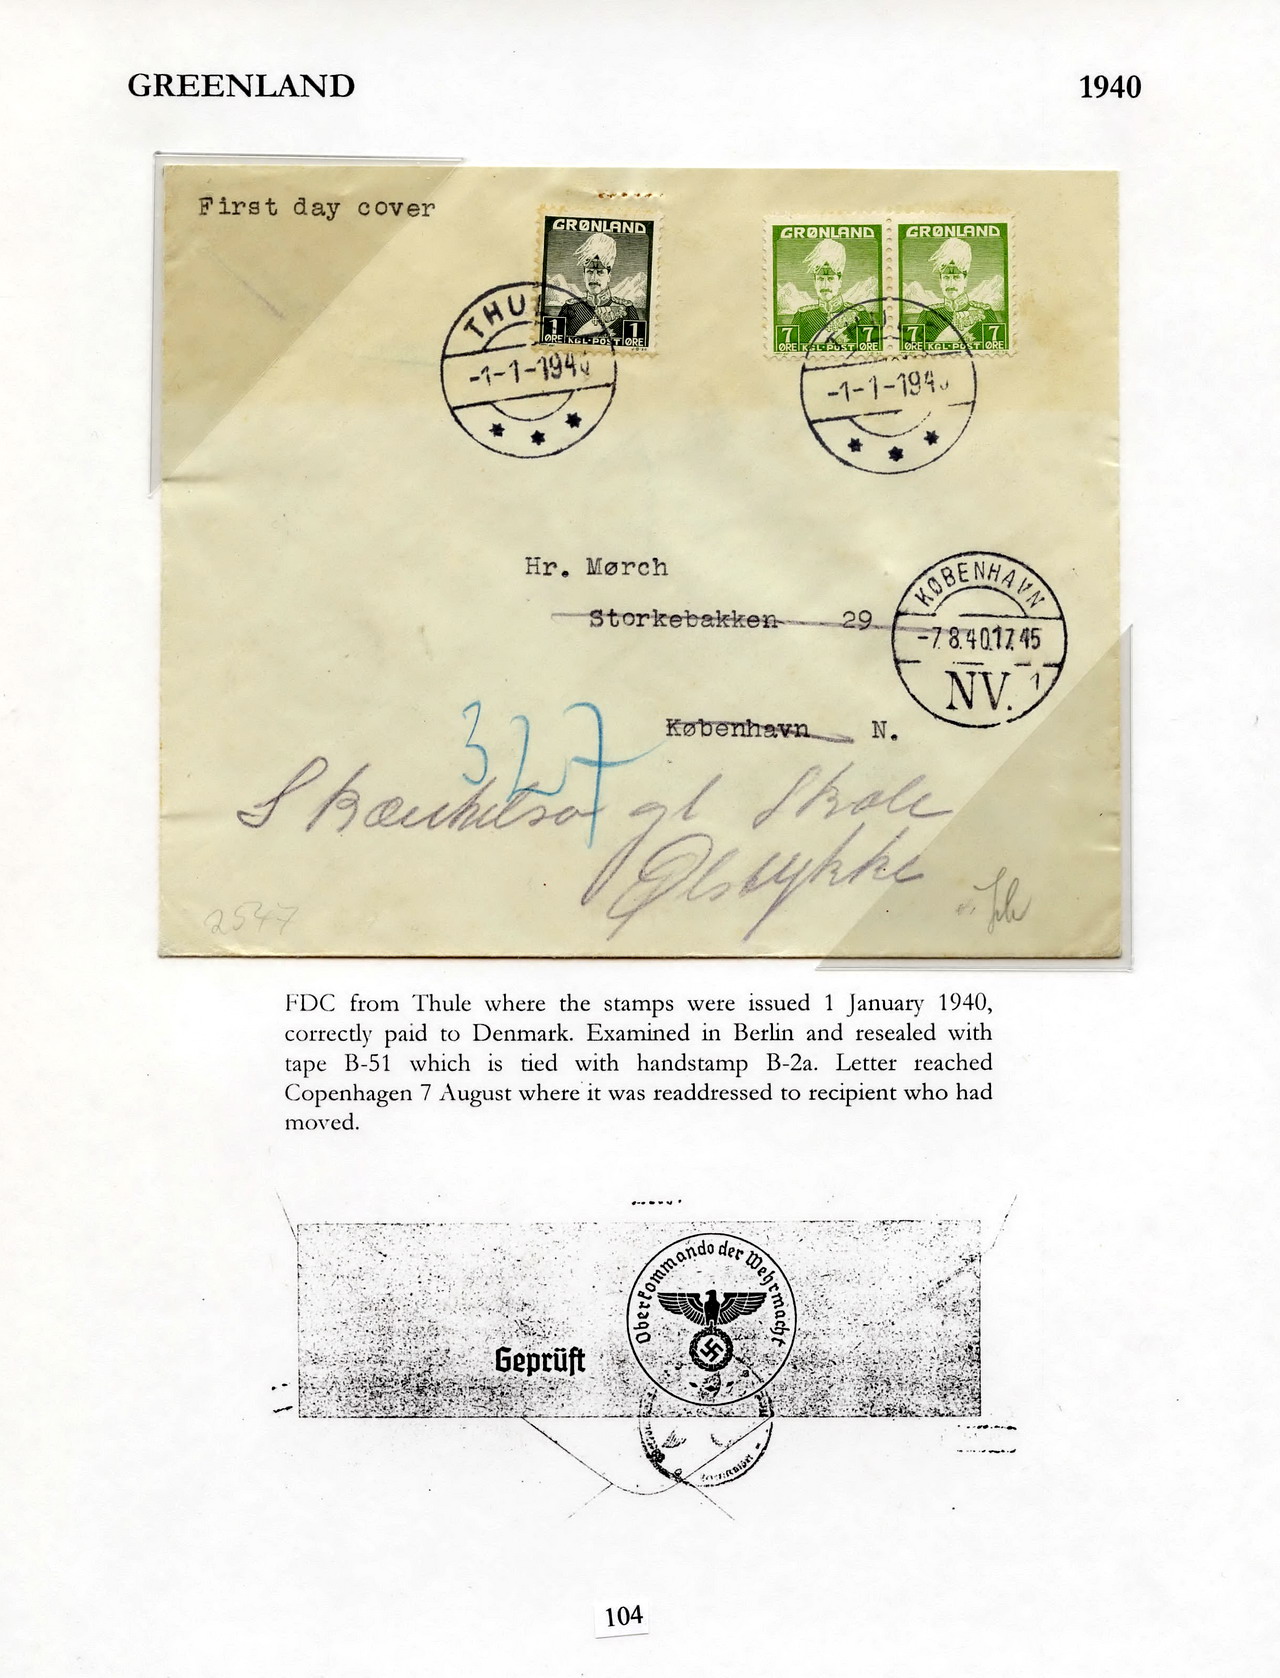 GREENLAND 1940
First day cover
GRØNLAND
1 ØRE KGL·POST 1 ØRE
GRØNLAND GRØNLAND
7 ØRE KGL·POST 7 ØRE 7 ØRE KGL·POST 7 ØRE
THUL
-1-1-194
-1-1-194
Hr. Mørch
Storkebakken 29
København N.
KØBENHAVN
-7.8.40.17.45
NV. 1
327
gl Skole
Ølstykke
2547
FDC from Thule where the stamps were issued 1 January 1940,
correctly paid to Denmark. Examined in Berlin and resealed with
tape B-51 which is tied with handstamp B-2a. Letter reached
Copenhagen 7 August where it was readdressed to recipient who had
moved.
Oberkommando der Wehrmacht
Geprüft
104